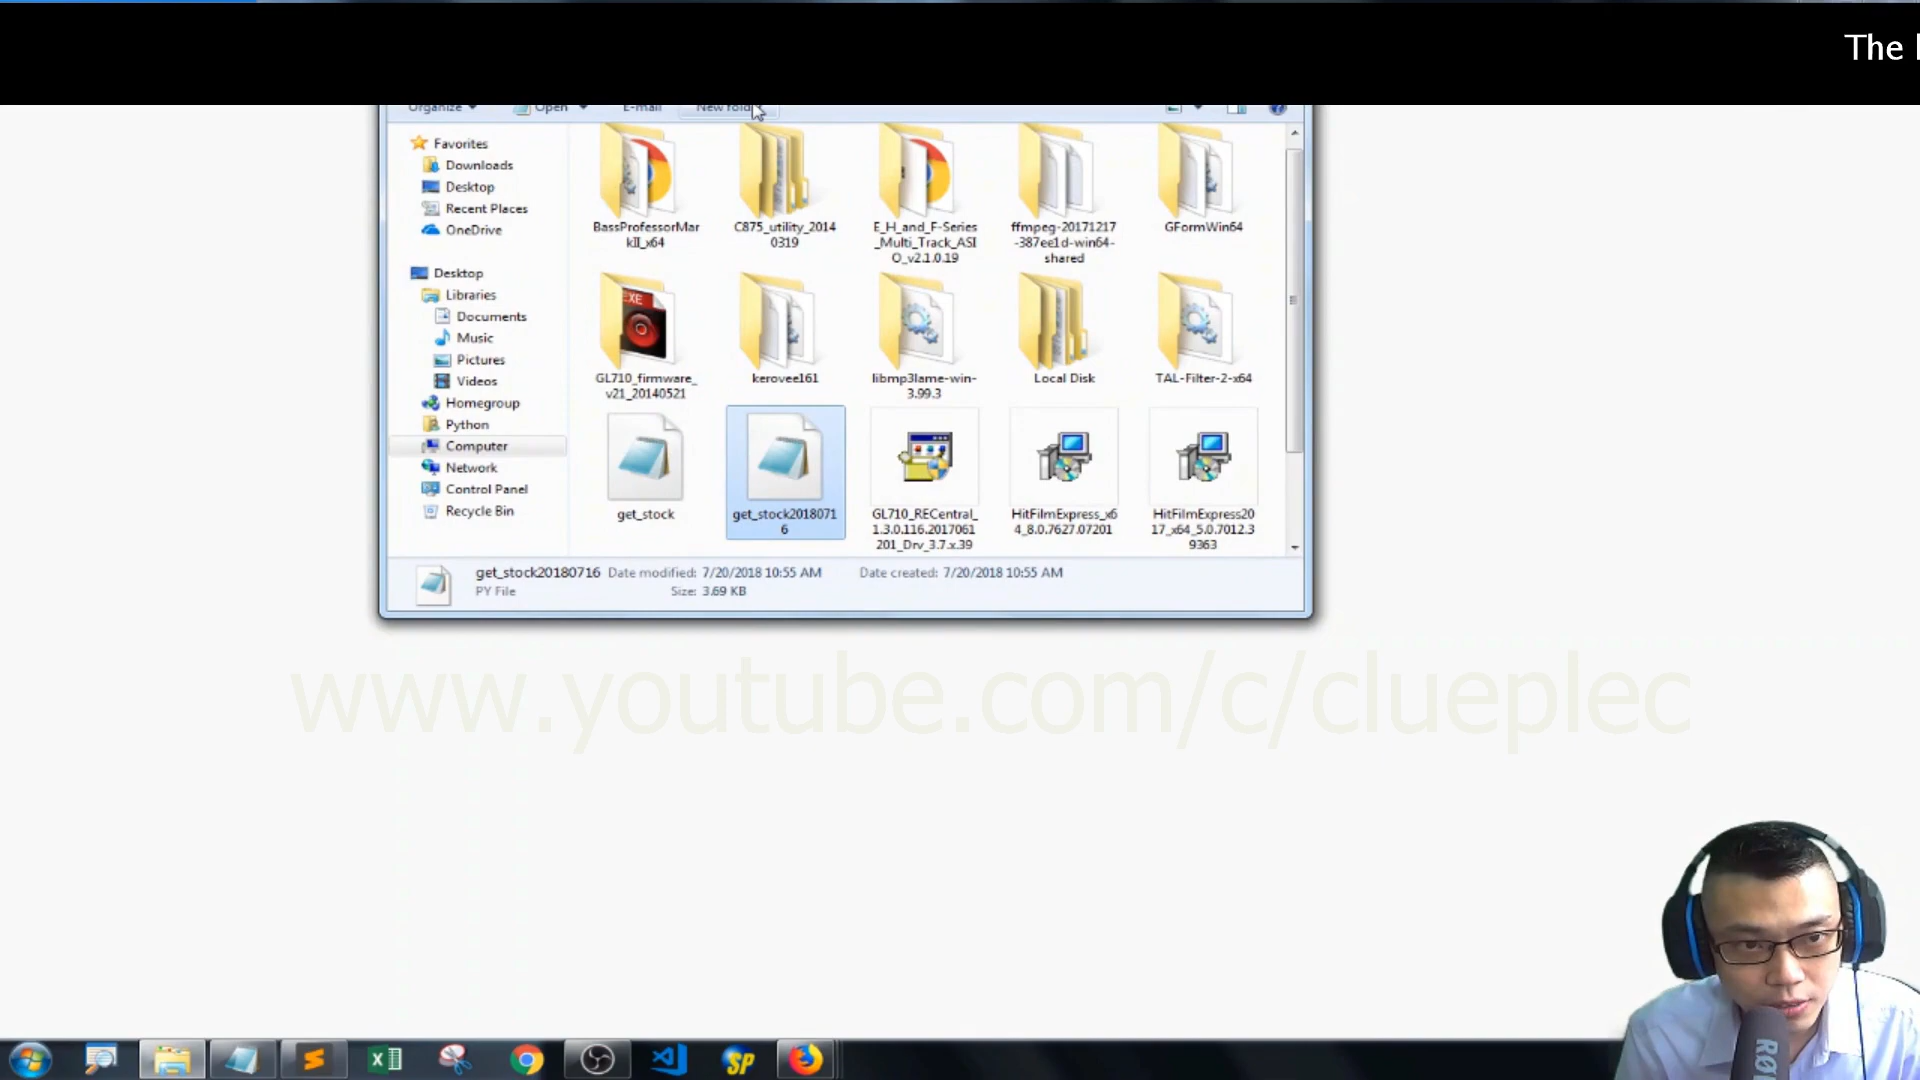 The
Organize Open E-mail New folder
Favorites
Downloads
Desktop
Recent Places
OneDrive
Desktop
Libraries
Documents
Music
Pictures
Videos
Homegroup
Python
Computer
Network
Control Panel
Recycle Bin
BassProfessorMar
kII_x64
C875_utility_2014
0319
E_H_and_F-Series
_Multi_Track_ASI
O_v2.1.0.19
ffmpeg-20171217
-387ee1d-win64-
shared
GFormWin64
GL710_firmware_
v21_20140521
EXE
kerovee161
libmp3lame-win-
3.99.3
Local Disk
TAL-Filter-2-x64
get_stock
get_stock2018071
6
GL710_RECentral_
1.3.0.116.2017061
201_Drv_3.7.x.39
HitFilmExpress_x6
4_8.0.7627.07201
HitFilmExpress20
17_x64_5.0.7012.3
9363
get_stock20180716 Date modified: 7/20/2018 10:55 AM Date created: 7/20/2018 10:55 AM
PY File Size: 3.69 KB
www.youtube.com/c/clueplec
SP
RØ